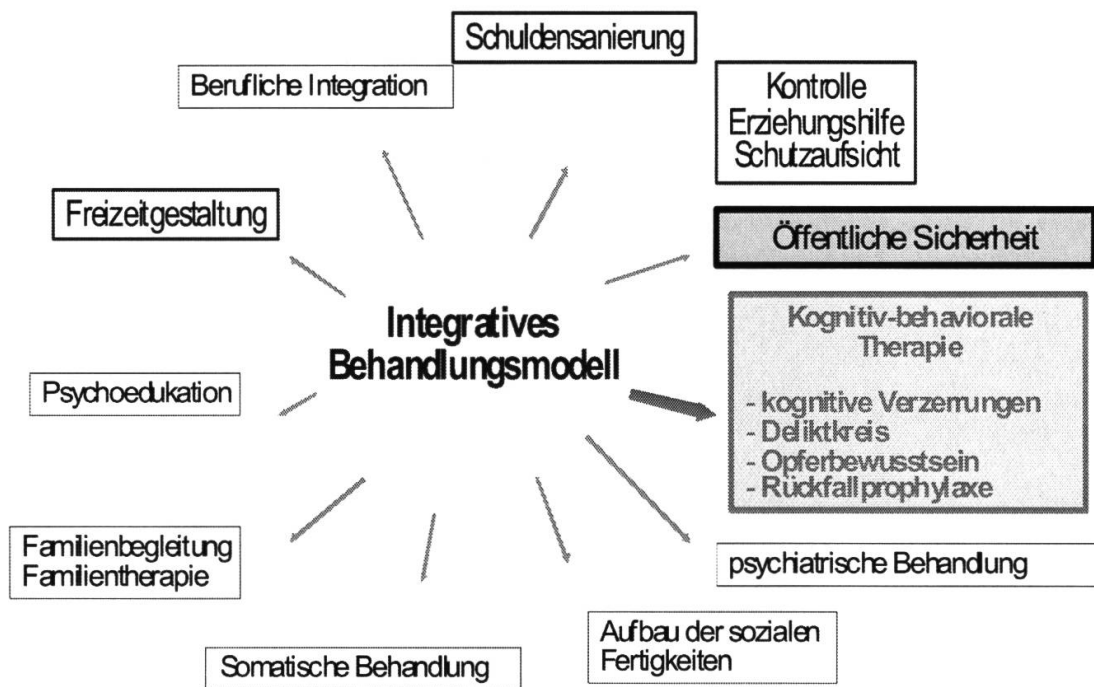 Schuldensanierung
Berufliche Integration
Kontrolle
Erziehungshilfe
Schutzaufsicht
Freizeitgestaltung
Öffentliche Sicherheit
Integratives
Behandlungsmodell
Kognitiv-behaviorale
Therapie
- kognitive Verzerrungen
- Deliktkreis
- Opferbewusstsein
- Rückfallprophylaxe
Psychoedukation
Familienbegleitung
Familientherapie
psychiatrische Behandlung
Somatische Behandlung
Aufbau der sozialen
Fertigkeiten